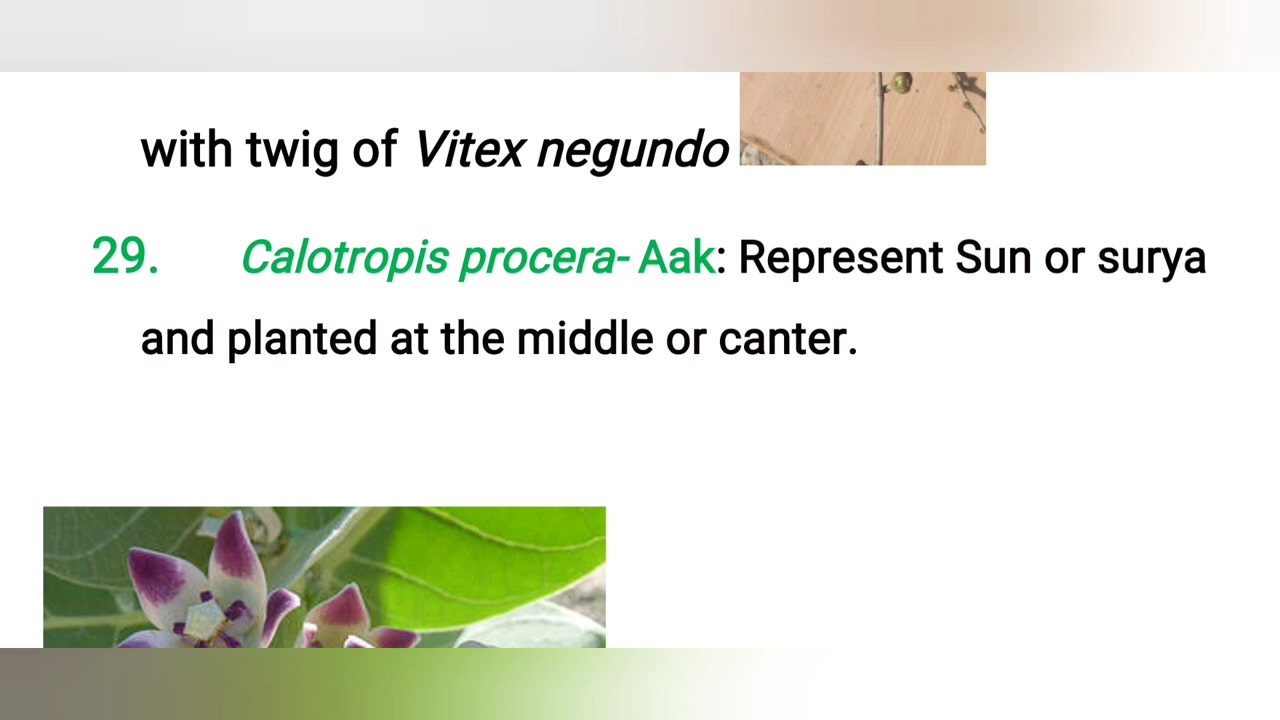 with twig of Vitex negundo
29. Calotropis procera- Aak: Represent Sun or surya
and planted at the middle or canter.